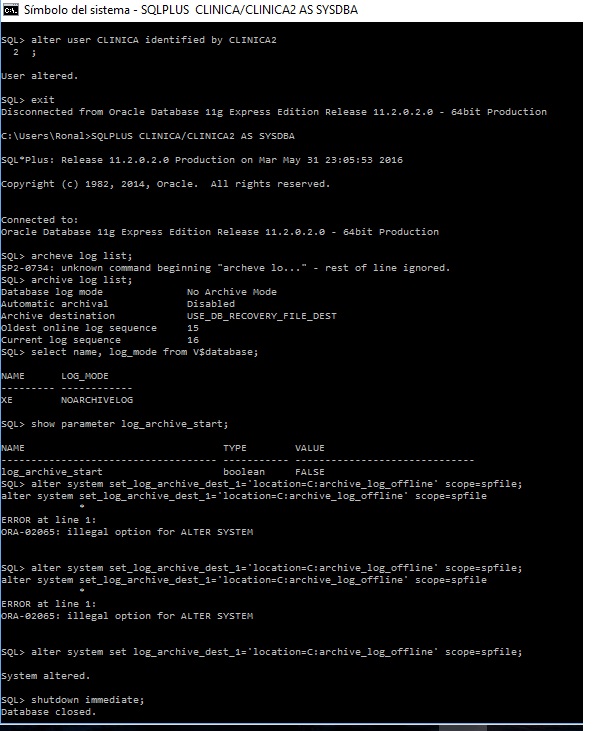 Símbolo del sistema - SQLPLUS CLINICA/CLINICA2 AS SYSDBA
SQL> alter user CLINICA identified by CLINICA2
2 ;
User altered.
SQL> exit
Disconnected from Oracle Database 11g Express Edition Release 11.2.0.2.0 - 64bit Production
C:\Users\Ronal>SQLPLUS CLINICA/CLINICA2 AS SYSDBA
SQL*Plus: Release 11.2.0.2.0 Production on Mar May 31 23:05:53 2016
Copyright (c) 1982, 2014, Oracle. All rights reserved.
Connected to:
Oracle Database 11g Express Edition Release 11.2.0.2.0 - 64bit Production
SQL> archeve log list;
SP2-0734: unknown command beginning "archeve lo..." - rest of line ignored.
SQL> archive log list;
Database log mode No Archive Mode
Automatic archival Disabled
Archive destination USE_DB_RECOVERY_FILE_DEST
Oldest online log sequence 15
Current log sequence 16
SQL> select name, log_mode from V$database;
NAME LOG_MODE
--------- ------------
XE NOARCHIVELOG
SQL> show parameter log_archive_start;
NAME TYPE VALUE
------------------------------------ ----------- ------------------------------
log_archive_start boolean FALSE
SQL> alter system set_log_archive_dest_1='location=C:archive_log_offline' scope=spfile;
alter system set_log_archive_dest_1='location=C:archive_log_offline' scope=spfile
*
ERROR at line 1:
ORA-02065: illegal option for ALTER SYSTEM
SQL> alter system set_log_archive_dest_1='location=C:archive_log_offline' scope=spfile;
alter system set_log_archive_dest_1='location=C:archive_log_offline' scope=spfile
*
ERROR at line 1:
ORA-02065: illegal option for ALTER SYSTEM
SQL> alter system set log_archive_dest_1='location=C:archive_log_offline' scope=spfile;
System altered.
SQL> shutdown immediate;
Database closed.